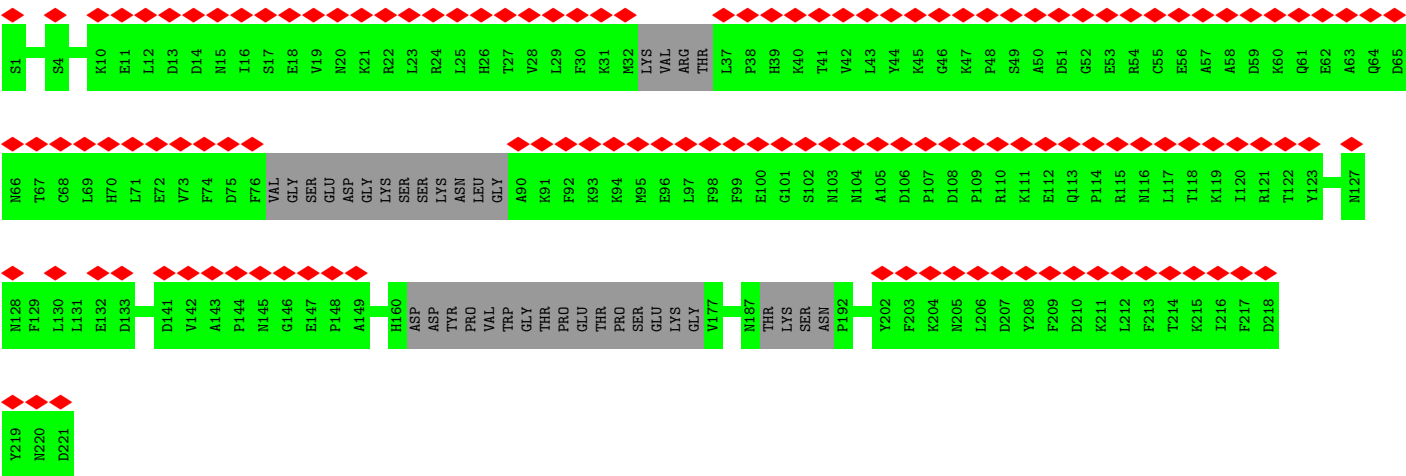 S1 S4 K10 E11 L12 D13 D14 N15 I16 S17 E18 V19 N20 K21 R22 L23 R24 L25 H26 T27 V28 L29 F30 K31 M32 LYS VAL ARG THR L37 P38 H39 K40 T41 V42 L43 Y44 K45 G46 K47 P48 S49 A50 D51 G52 E53 R54 C55 E56 A57 A58 D59 K60 Q61 E62 A63 Q64 D65
N66 T67 C68 L69 H70 L71 E72 V73 F74 D75 F76 VAL GLY SER GLU ASP GLY LYS SER SER LYS ASN LEU GLY A90 K91 F92 K93 K94 M95 E96 L97 F98 F99 E100 G101 S102 N103 N104 A105 D106 P107 D108 P109 R110 K111 E112 Q113 P114 R115 N116 L117 T118 K119 I120 R121 T122 Y123 N127
N128 F129 L130 L131 E132 D133 D141 V142 A143 P144 N145 G146 E147 P148 A149 H160 ASP ASP TYR PRO VAL TRP GLY THR PRO GLU THR PRO SER GLU LYS GLY V177 N187 THR LYS SER ASN P192 Y202 F203 K204 N205 L206 D207 Y208 F209 D210 K211 L212 F213 T214 K215 I216 F217 D218
Y219 N220 D221